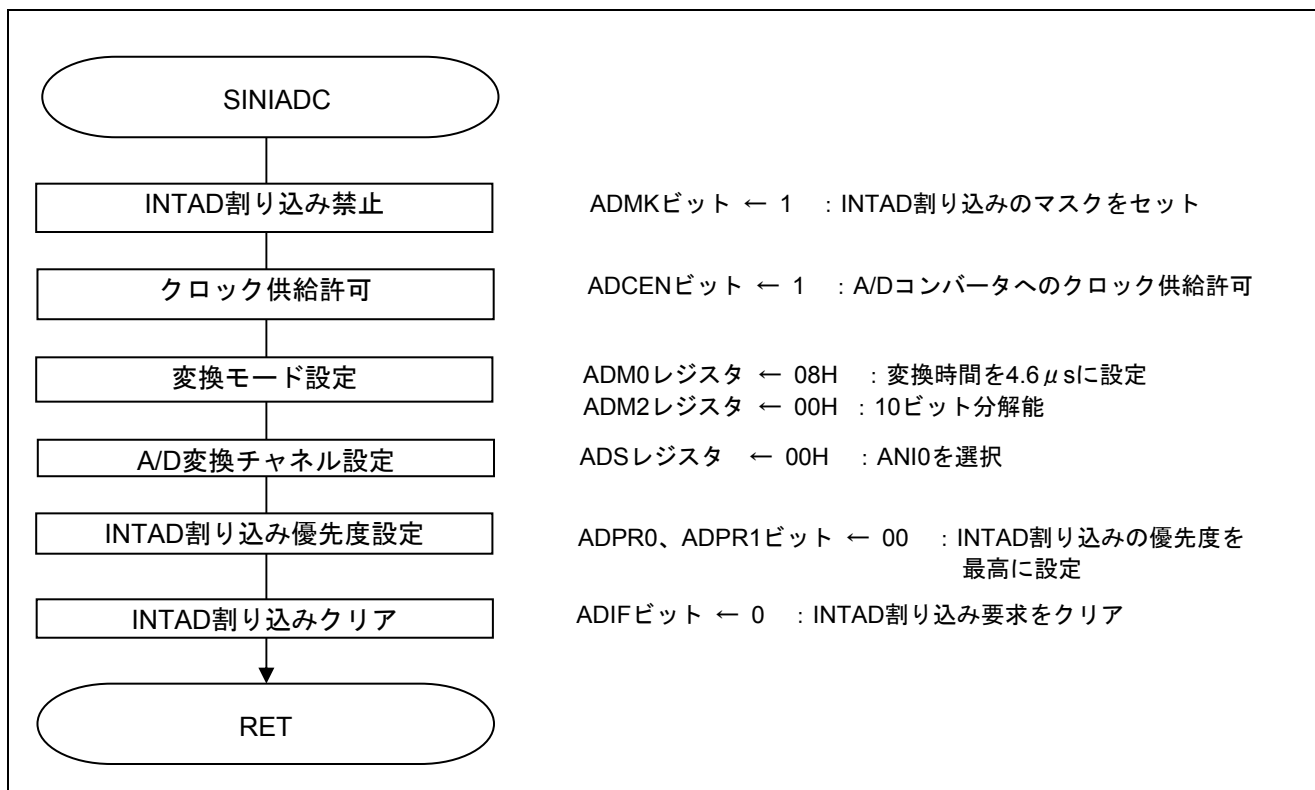 SINIADC
INTAD割り込み禁止 ADMKビット ← 1 ：INTAD割り込みのマスクをセット
クロック供給許可 ADCENビット ← 1 ：A/Dコンバータへのクロック供給許可
変換モード設定 ADM0レジスタ ← 08H ：変換時間を4.6μsに設定
ADM2レジスタ ← 00H ：10ビット分解能
A/D変換チャネル設定 ADSレジスタ ← 00H ：ANI0を選択
INTAD割り込み優先度設定 ADPR0、ADPR1ビット ← 00 ：INTAD割り込みの優先度を
最高に設定
INTAD割り込みクリア ADIFビット ← 0 ：INTAD割り込み要求をクリア
RET